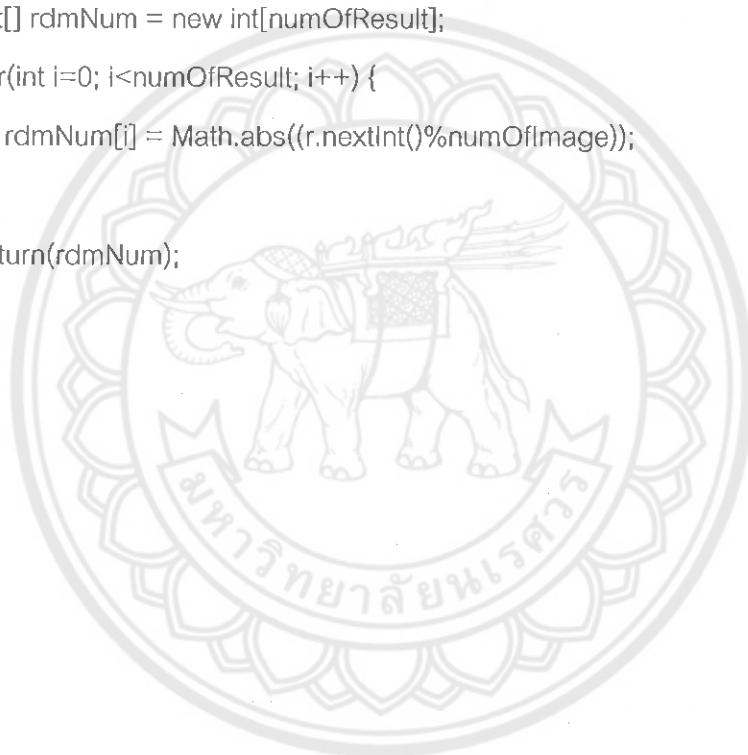 t[] rdmNum = new int[numOfResult];
r(int i=0; i<numOfResult; i++) {
rdmNum[i] = Math.abs((r.nextInt()%numOfImage));
turn(rdmNum);
มหาวิทยาลัยนเรศวร